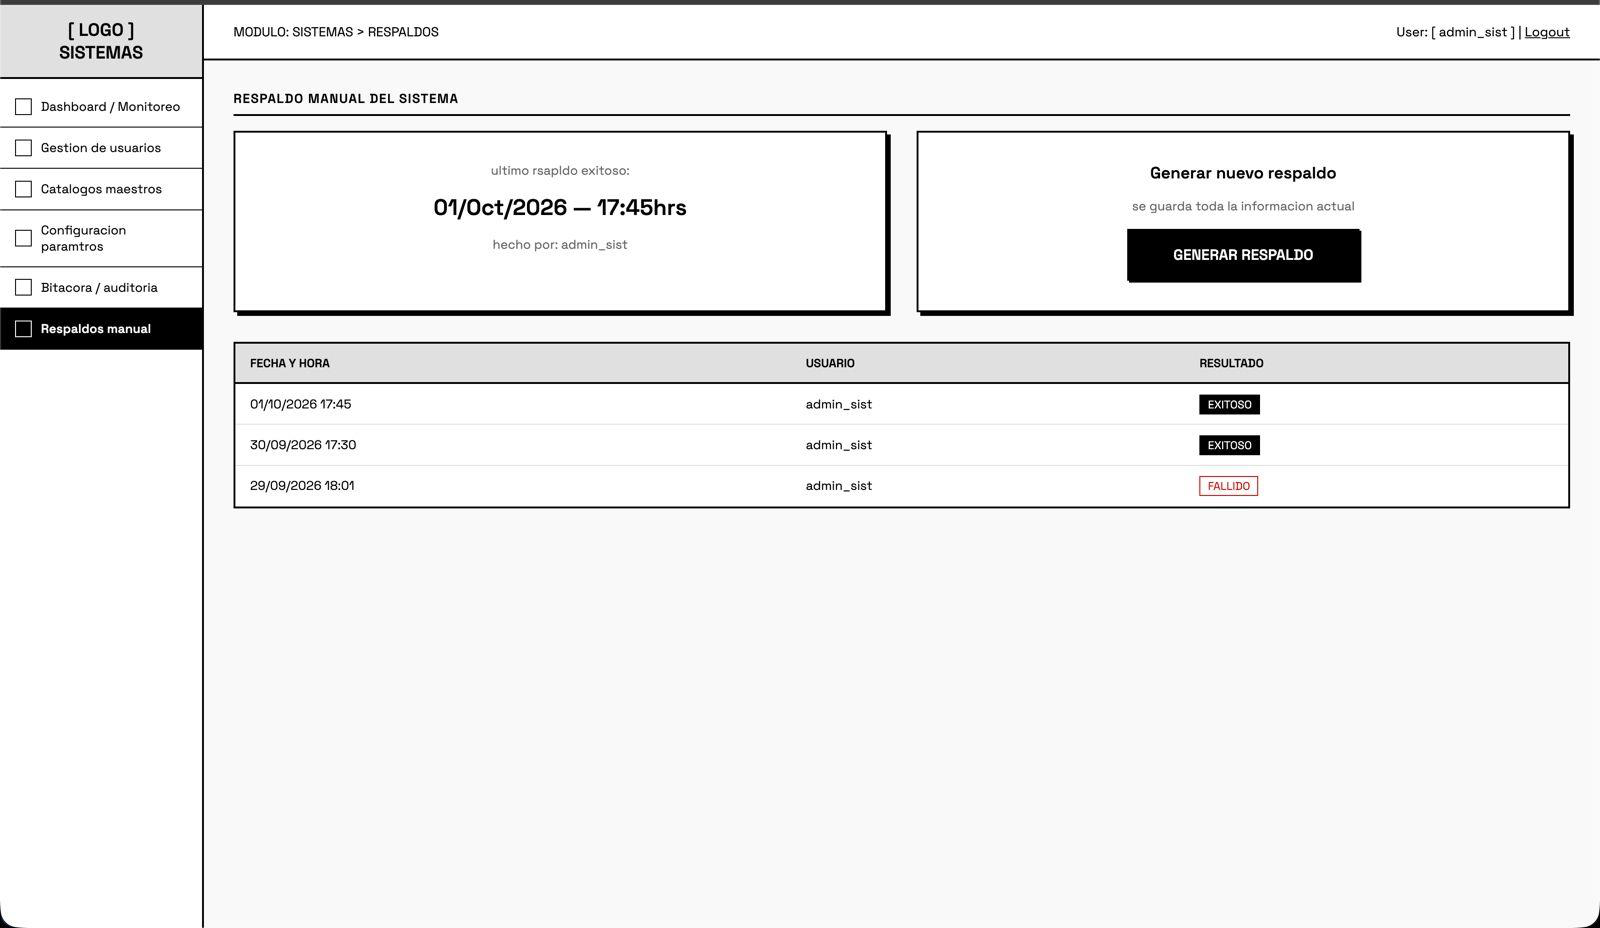 [ LOGO ]
SISTEMAS
MODULO: SISTEMAS > RESPALDOS
User: [ admin_sist ] | Logout
Dashboard / Monitoreo
Gestion de usuarios
Catalogos maestros
Configuracion
paramtros
Bitacora / auditoria
Respaldos manual
RESPALDO MANUAL DEL SISTEMA
ultimo rsapldo exitoso:
01/Oct/2026 — 17:45hrs
hecho por: admin_sist
Generar nuevo respaldo
se guarda toda la informacion actual
GENERAR RESPALDO
FECHA Y HORA USUARIO RESULTADO
01/10/2026 17:45 admin_sist EXITOSO
30/09/2026 17:30 admin_sist EXITOSO
29/09/2026 18:01 admin_sist FALLIDO